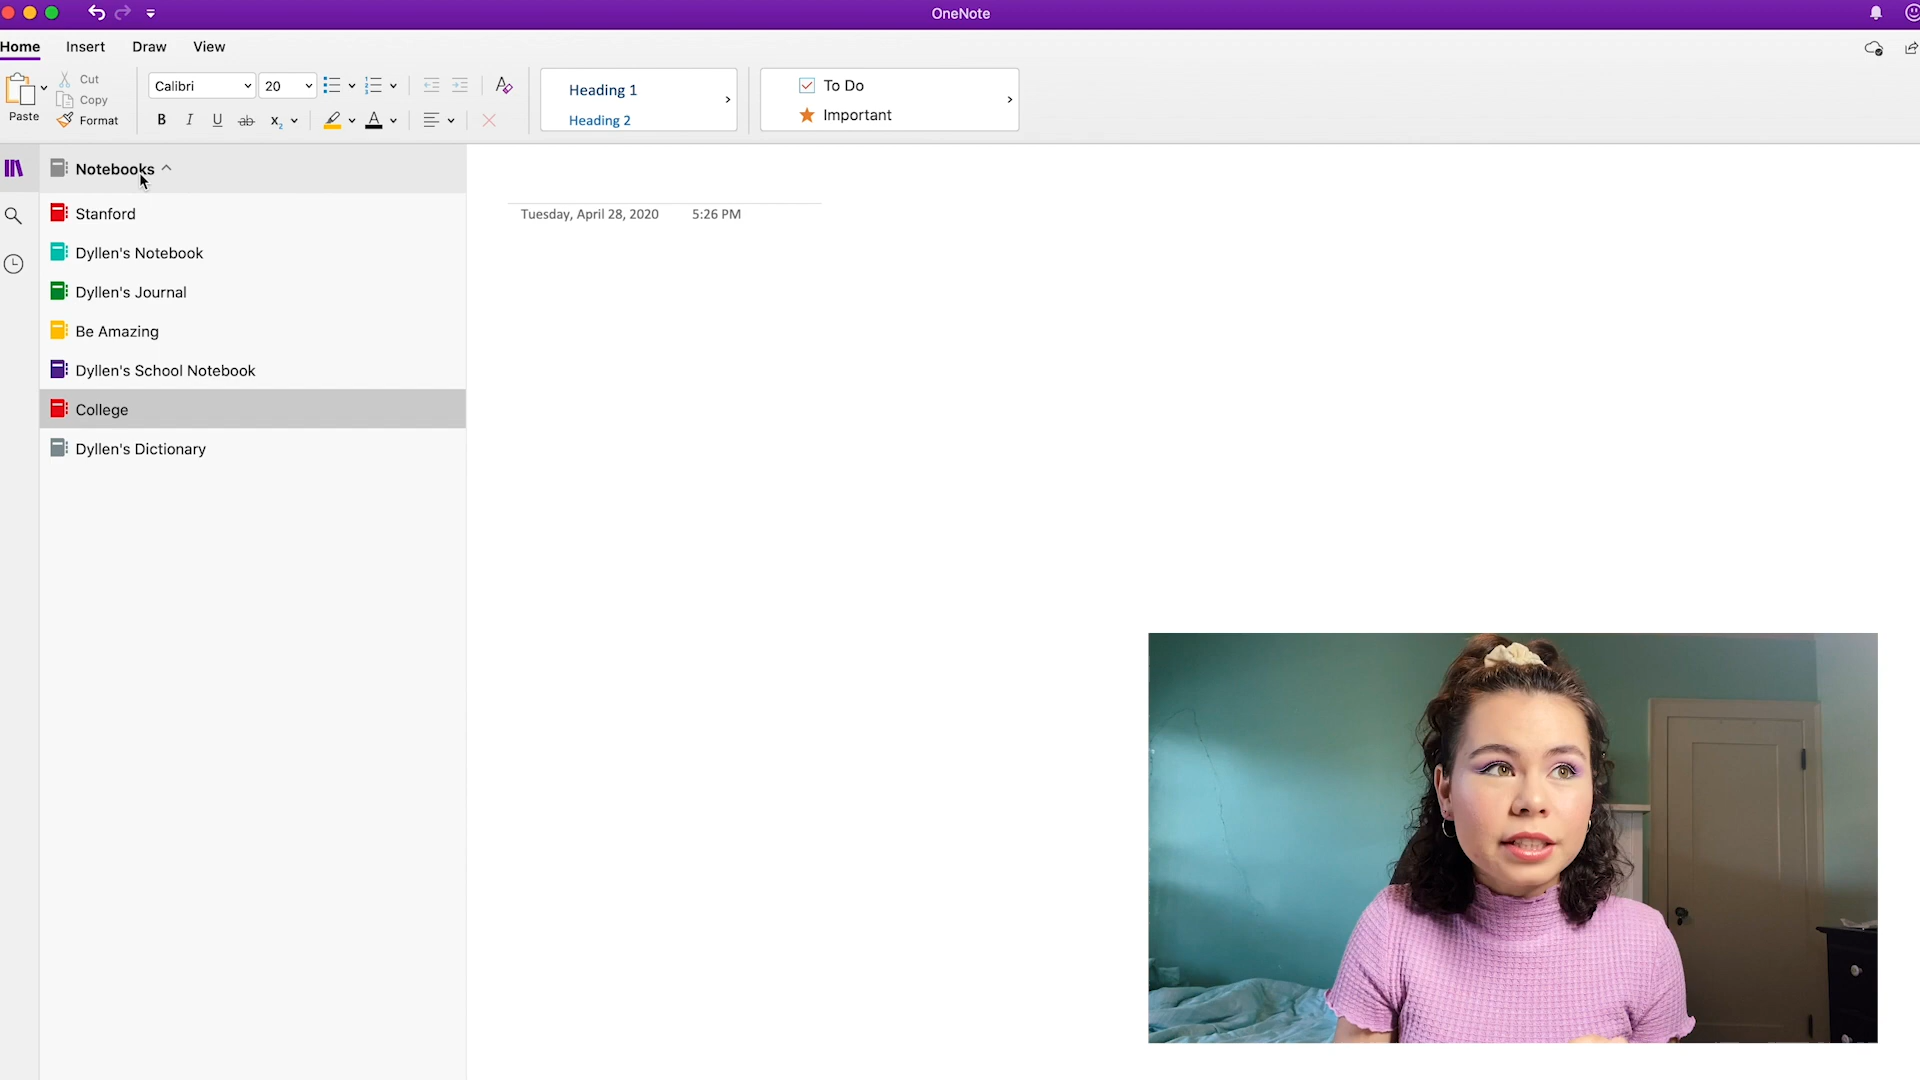 OneNote
Home Insert Draw View
Paste
Cut
Copy
Format
Calibri 20
B I U ab x2 A
Heading 1
Heading 2
To Do
Important
Notebooks
Stanford
Dyllen's Notebook
Dyllen's Journal
Be Amazing
Dyllen's School Notebook
College
Dyllen's Dictionary
Tuesday, April 28, 2020 5:26 PM